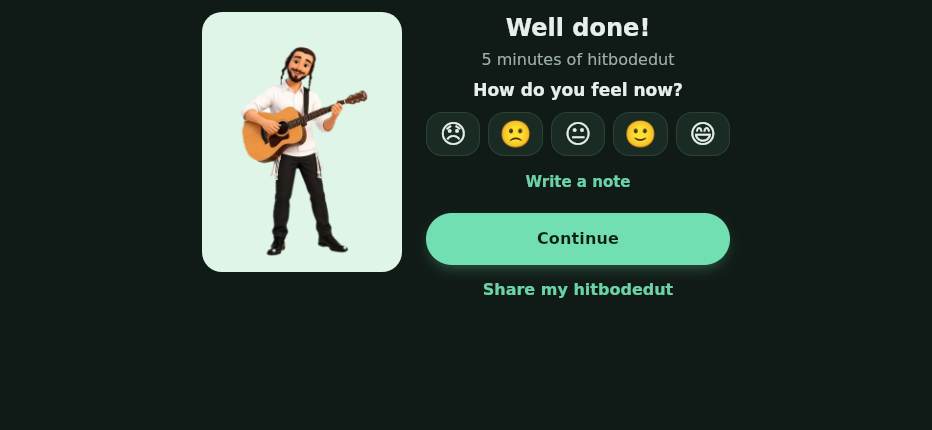 Well done!
5 minutes of hitbodedut
How do you feel now?
Write a note
Continue
Share my hitbodedut